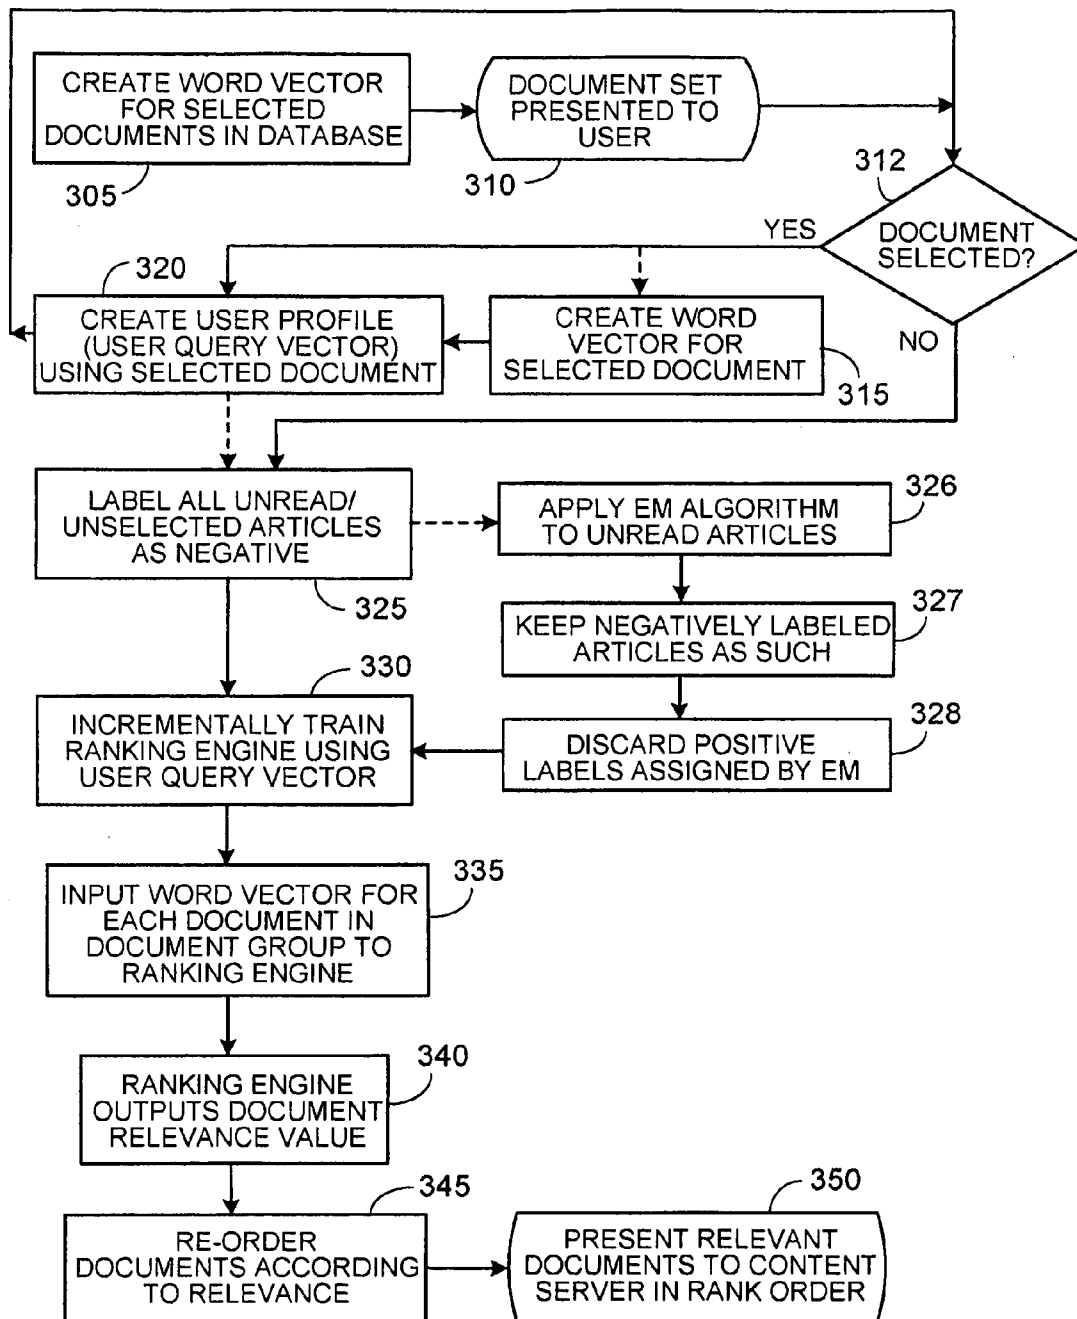 CREATE WORD VECTOR
FOR SELECTED
DOCUMENTS IN DATABASE
305
DOCUMENT SET
PRESENTED TO
USER
310
312
DOCUMENT
SELECTED?
YES
NO
320
CREATE USER PROFILE
(USER QUERY VECTOR)
USING SELECTED DOCUMENT
CREATE WORD
VECTOR FOR
SELECTED DOCUMENT
315
LABEL ALL UNREAD/
UNSELECTED ARTICLES
AS NEGATIVE
325
326
APPLY EM ALGORITHM
TO UNREAD ARTICLES
327
KEEP NEGATIVELY LABELED
ARTICLES AS SUCH
328
DISCARD POSITIVE
LABELS ASSIGNED BY EM
330
INCREMENTALLY TRAIN
RANKING ENGINE USING
USER QUERY VECTOR
335
INPUT WORD VECTOR FOR
EACH DOCUMENT IN
DOCUMENT GROUP TO
RANKING ENGINE
340
RANKING ENGINE
OUTPUTS DOCUMENT
RELEVANCE VALUE
345
RE-ORDER
DOCUMENTS ACCORDING
TO RELEVANCE
350
PRESENT RELEVANT
DOCUMENTS TO CONTENT
SERVER IN RANK ORDER